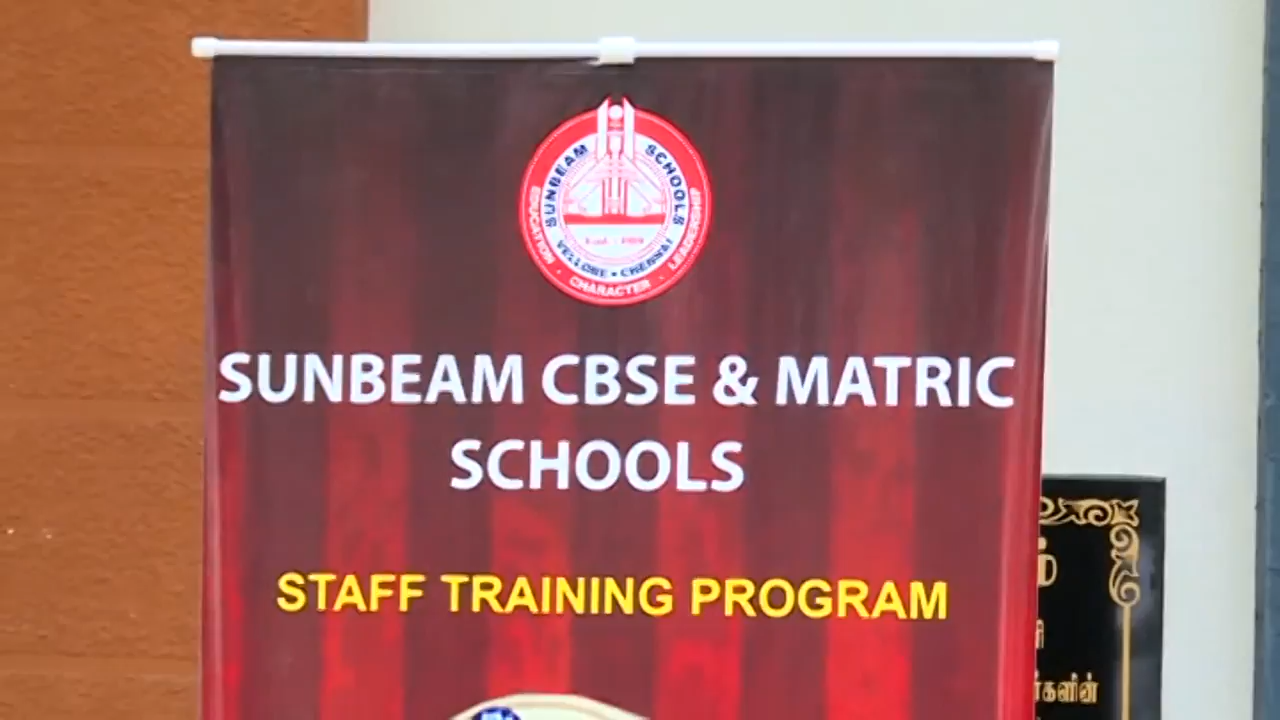 SUNBEAM SCHOOLS
VELLORE • CHENNAI
EDUCATION • CHARACTER • LEADERSHIP
SUNBEAM CBSE & MATRIC
SCHOOLS
STAFF TRAINING PROGRAM